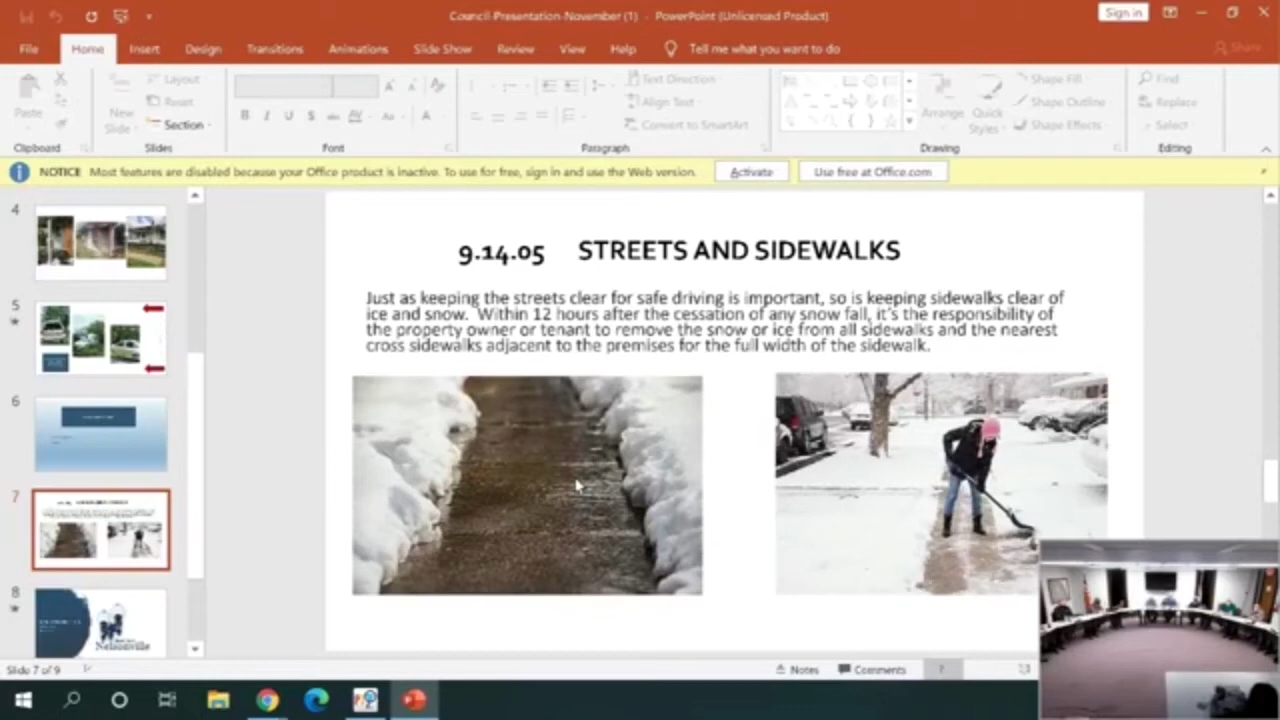 Council-Presentation-November (1) - PowerPoint (Unlicensed Product)
Sign in
File Home Insert Design Transitions Animations Slide Show Review View Help Tell me what you want to do Share
Paste
New
Slide
Layout
Reset
Section
Text Direction
Align Text
Convert to SmartArt
Arrange
Quick
Styles
Shape Fill
Shape Outline
Shape Effects
Find
Replace
Select
Clipboard Slides Font Paragraph Drawing Editing
NOTICE Most features are disabled because your Office product is inactive. To use for free, sign in and use the Web version. Activate Use free at Office.com
4
5
6
7
8
Nelsonville
9.14.05 STREETS AND SIDEWALKS
Just as keeping the streets clear for safe driving is important, so is keeping sidewalks clear of
ice and snow. Within 12 hours after the cessation of any snow fall, it's the responsibility of
the property owner or tenant to remove the snow or ice from all sidewalks and the nearest
cross sidewalks adjacent to the premises for the full width of the sidewalk.
Slide 7 of 9
Notes Comments